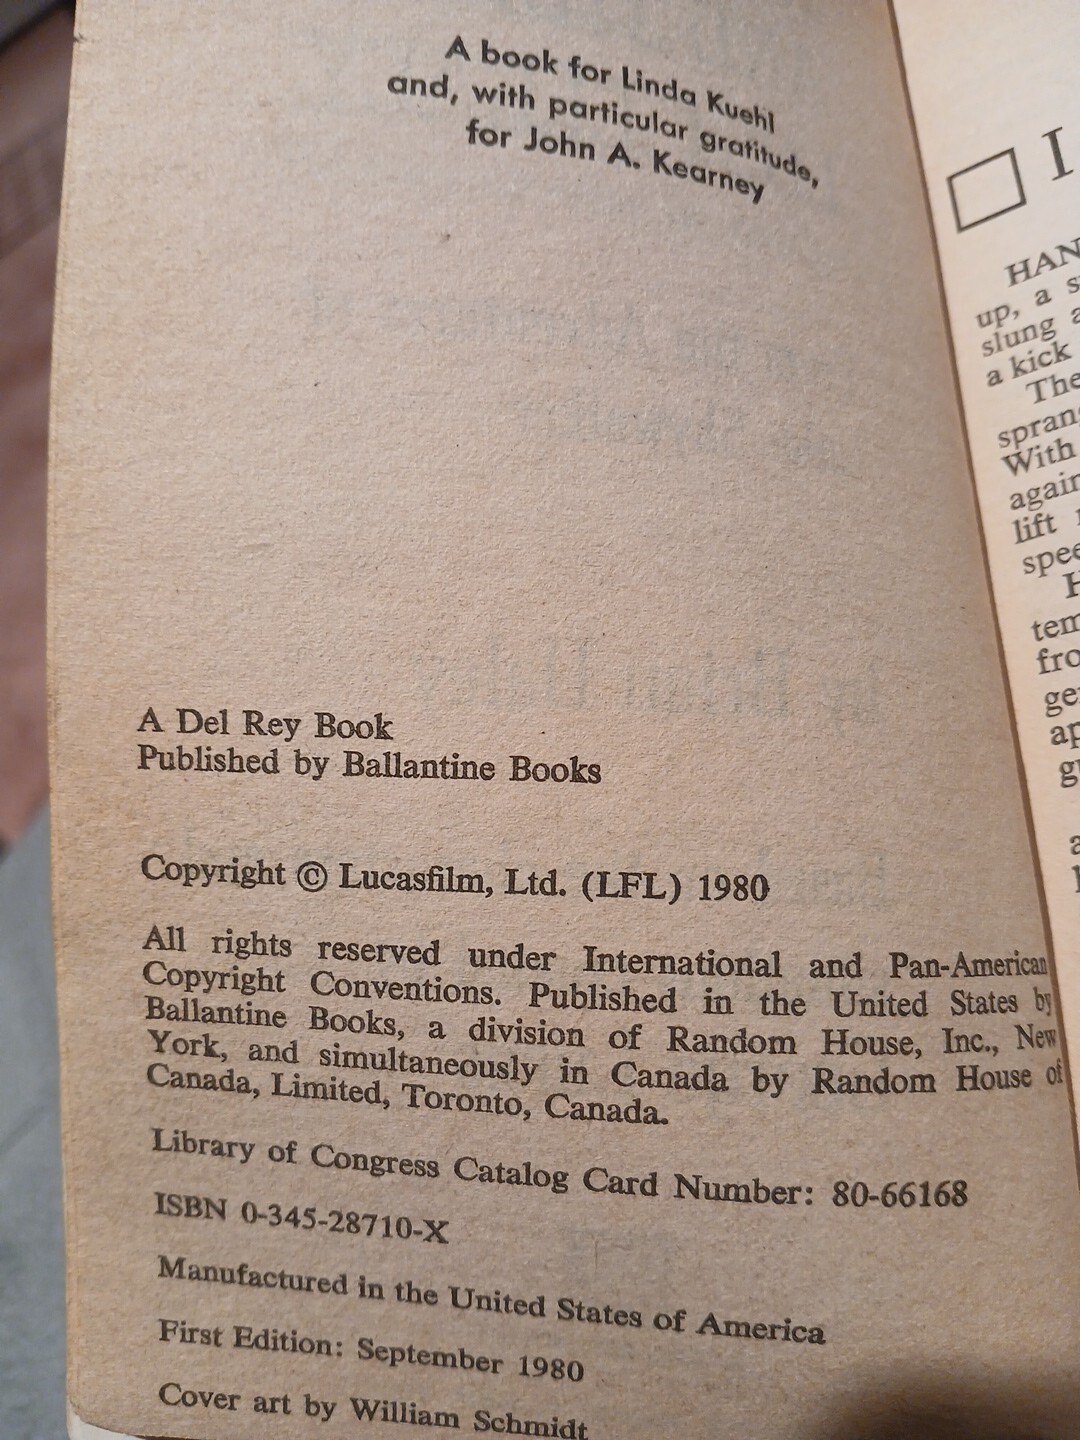 A book for Linda Kuehl
and, with particular gratitude,
for John A. Kearney
A Del Rey Book
Published by Ballantine Books
Copyright © Lucasfilm, Ltd. (LFL) 1980
All rights reserved under International and Pan-American
Copyright Conventions. Published in the United States by
Ballantine Books, a division of Random House, Inc., New
York, and simultaneously in Canada by Random House of
Canada, Limited, Toronto, Canada.
Library of Congress Catalog Card Number: 80-66168
ISBN 0-345-28710-X
Manufactured in the United States of America
First Edition: September 1980
Cover art by William Schmidt
I
HAN
up, a
slung
a kick
The
With
lift